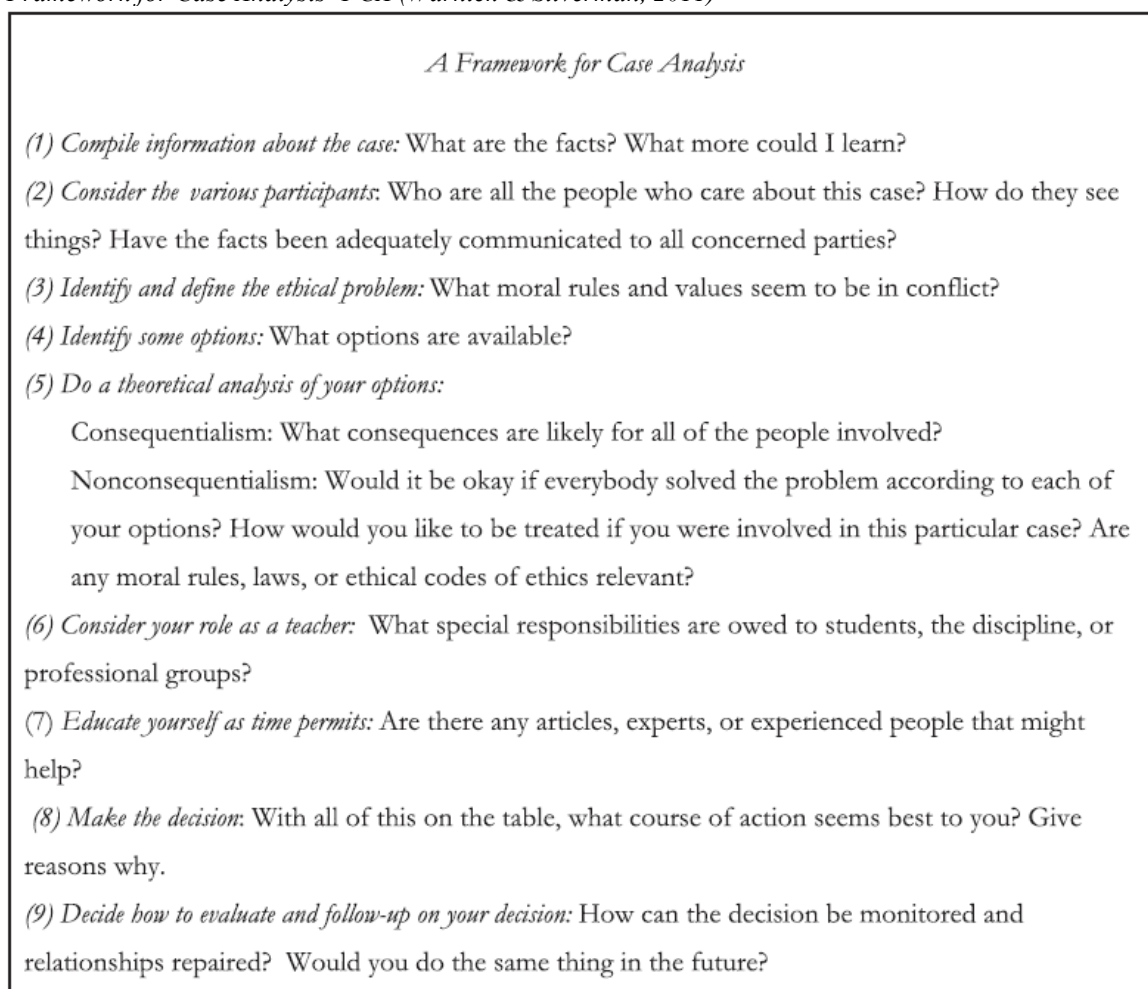 Framework for Case Analysis
A Framework for Case Analysis
(1) Compile information about the case: What are the facts? What more could I learn?
(2) Consider the various participants: Who are all the people who care about this case? How do they see
things? Have the facts been adequately communicated to all concerned parties?
(3) Identify and define the ethical problem: What moral rules and values seem to be in conflict?
(4) Identify some options: What options are available?
(5) Do a theoretical analysis of your options:
Consequentialism: What consequences are likely for all of the people involved?
Nonconsequentialism: Would it be okay if everybody solved the problem according to each of
your options? How would you like to be treated if you were involved in this particular case? Are
any moral rules, laws, or ethical codes of ethics relevant?
(6) Consider your role as a teacher: What special responsibilities are owed to students, the discipline, or
professional groups?
(7) Educate yourself as time permits: Are there any articles, experts, or experienced people that might
help?
(8) Make the decision: With all of this on the table, what course of action seems best to you? Give
reasons why.
(9) Decide how to evaluate and follow-up on your decision: How can the decision be monitored and
relationships repaired? Would you do the same thing in the future?